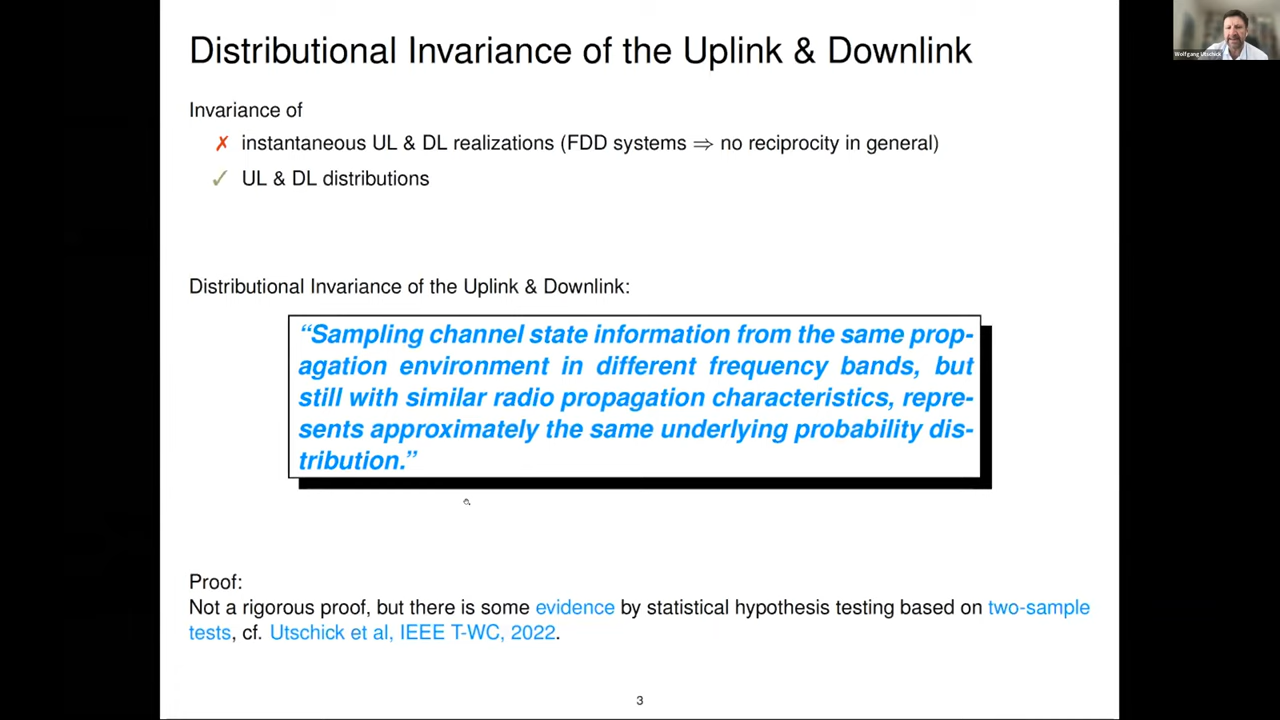 Distributional Invariance of the Uplink & Downlink
Wolfgang Utschick
Invariance of
✗ instantaneous UL & DL realizations (FDD systems ⇒ no reciprocity in general)
✓ UL & DL distributions
Distributional Invariance of the Uplink & Downlink:
“Sampling channel state information from the same prop-
agation environment in different frequency bands, but
still with similar radio propagation characteristics, repre-
sents approximately the same underlying probability dis-
tribution.”
Proof:
Not a rigorous proof, but there is some evidence by statistical hypothesis testing based on two-sample
tests, cf. Utschick et al, IEEE T-WC, 2022.
3